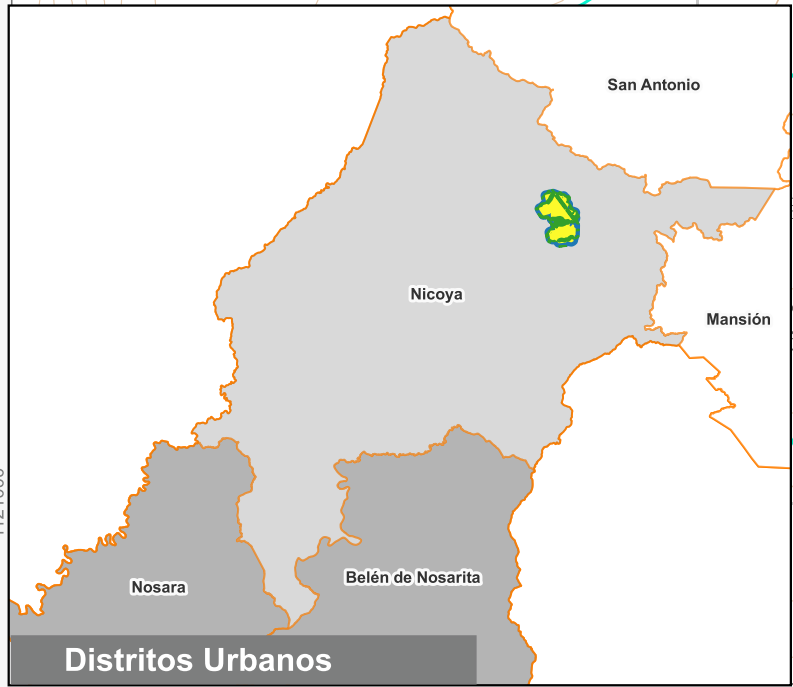 San Antonio
Nicoya
Mansión
Belén de Nosarita
Nosara
Distritos Urbanos